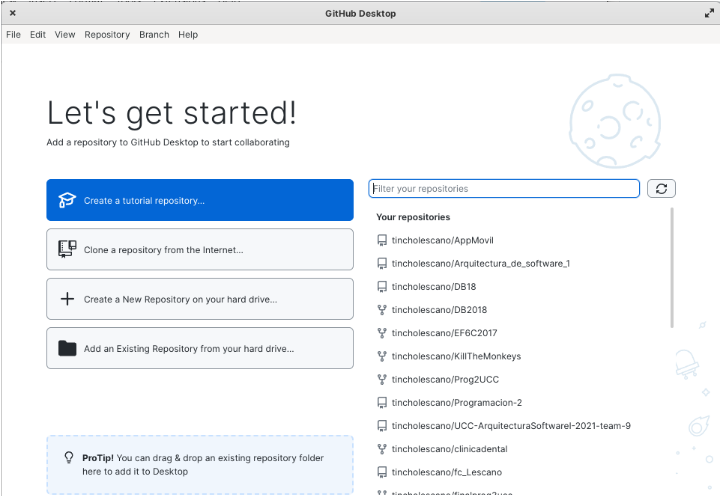 GitHub Desktop
File Edit View Repository Branch Help
Let's get started!
Add a repository to GitHub Desktop to start collaborating
Create a tutorial repository...
Clone a repository from the Internet...
Create a New Repository on your hard drive...
Add an Existing Repository from your hard drive...
ProTip! You can drag & drop an existing repository folder
here to add it to Desktop
Filter your repositories
Your repositories
tincholescano/AppMovil
tincholescano/Arquitectura_de_software_1
tincholescano/DB18
tincholescano/DB2018
tincholescano/EF6C2017
tincholescano/KillTheMonkeys
tincholescano/Prog2UCC
tincholescano/Programacion-2
tincholescano/UCC-ArquitecturaSoftwareI-2021-team-9
tincholescano/clinicadental
tincholescano/fc_Lescano